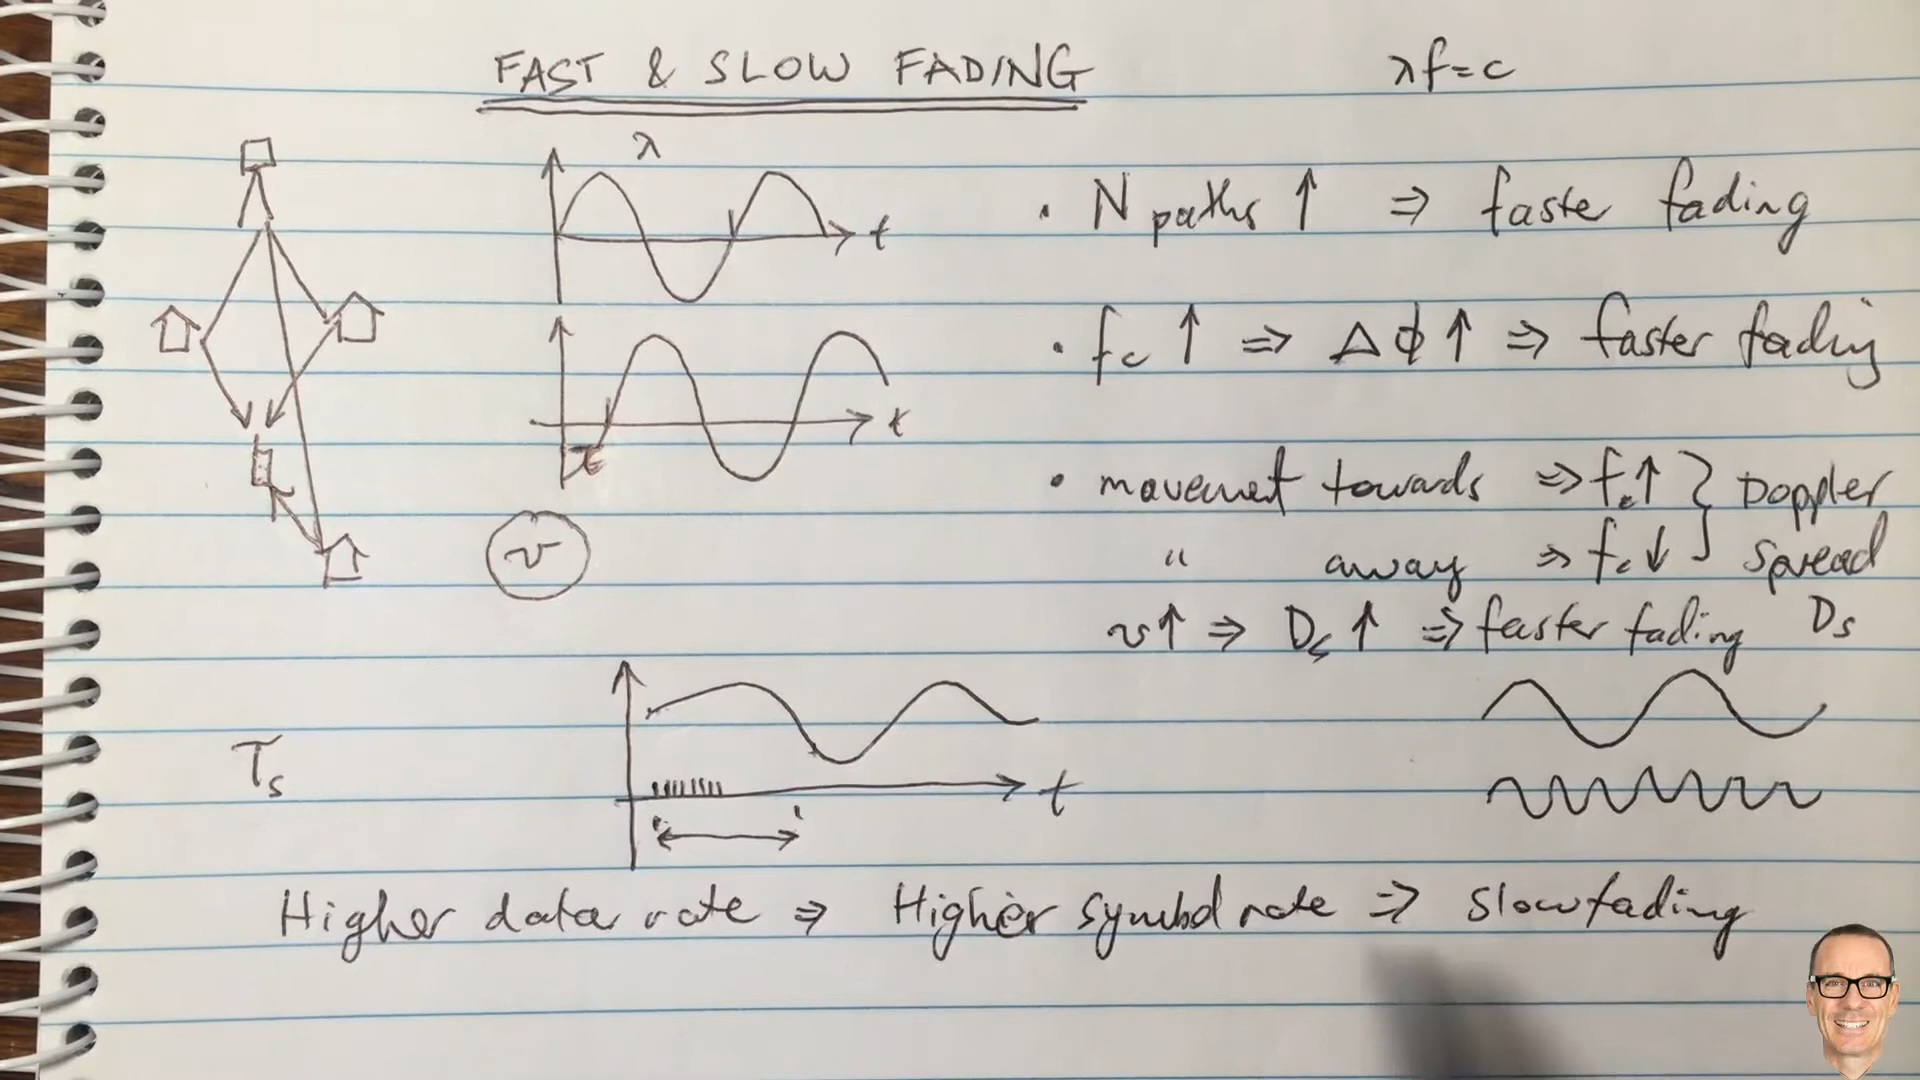 FAST & SLOW FADING
λf=c
λ
t
• N paths ↑ ⇒ faster fading
• fc ↑ ⇒ Δϕ↑ ⇒ faster fading
t
τ
• movement towards ⇒ fc↑ } Doppler
v
" away ⇒ fc↓ } Spread
v↑ ⇒ Ds ↑ ⇒ faster fading Ds
Ts
t
Higher data rate ⇒ Higher symbol rate ⇒ Slow fading